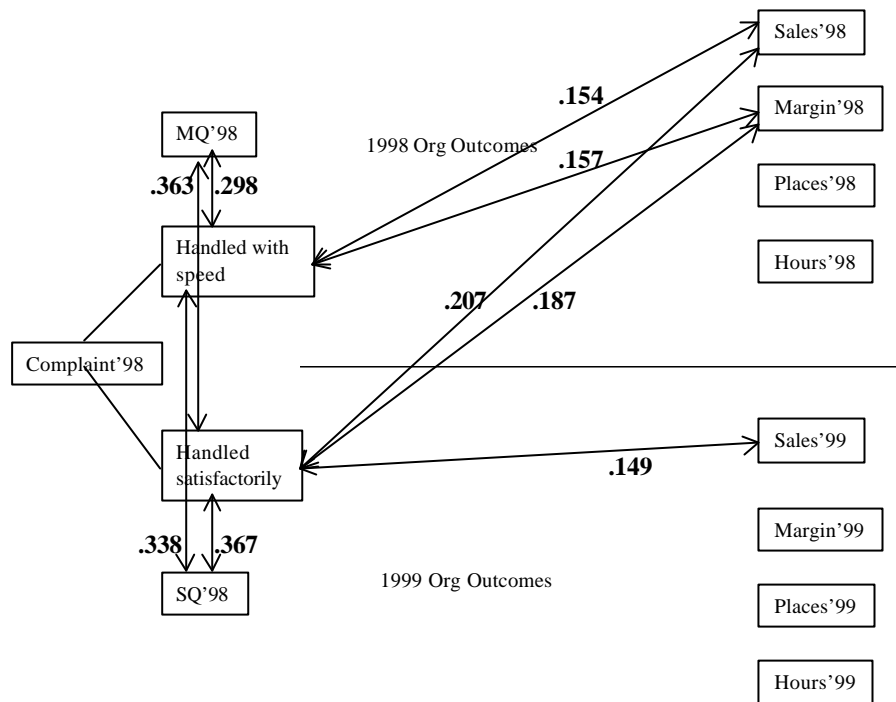 Sales’98
.154
Margin’98
MQ’98
1998 Org Outcomes
.157
.363
.298
Places’98
Handled with
speed
Hours’98
.207
.187
Complaint’98
Handled
satisfactorily
Sales’99
.149
Margin’99
.338
.367
SQ’98
1999 Org Outcomes
Places’99
Hours’99